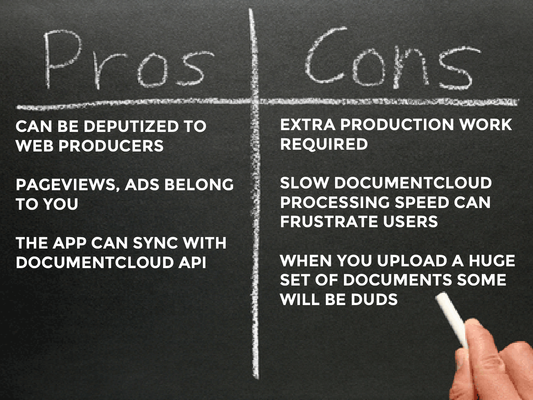 Pros
Cons
CAN BE DEPUTIZED TO
WEB PRODUCERS
PAGEVIEWS, ADS BELONG
TO YOU
THE APP CAN SYNC WITH
DOCUMENTCLOUD API
EXTRA PRODUCTION WORK
REQUIRED
SLOW DOCUMENTCLOUD
PROCESSING SPEED CAN
FRUSTRATE USERS
WHEN YOU UPLOAD A HUGE
SET OF DOCUMENTS SOME
WILL BE DUDS